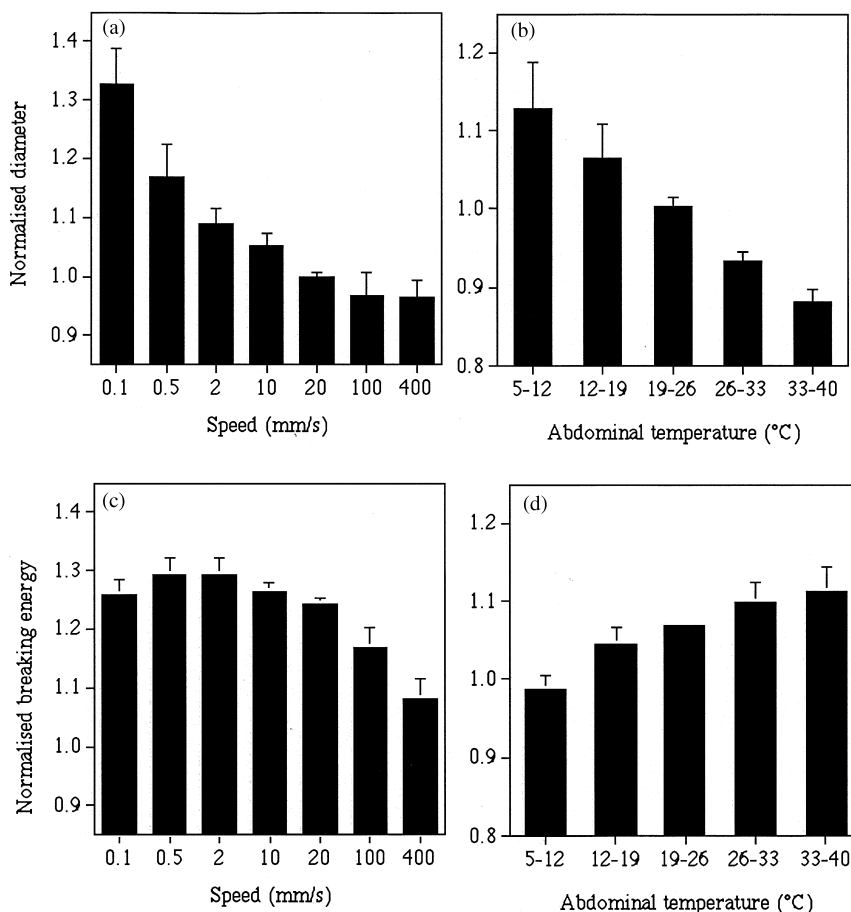 (a)
1.4
1.3
1.2
1.1
1.0
0.9
Normalised diameter
0.1 0.5 2 10 20 100 400
Speed (mm/s)
(b)
1.2
1.1
1.0
0.9
0.8
5-12 12-19 19-26 26-33 33-40
Abdominal temperature (°C)
(c)
1.4
1.3
1.2
1.1
1.0
0.9
Normalised breaking energy
0.1 0.5 2 10 20 100 400
Speed (mm/s)
(d)
1.2
1.1
1.0
0.9
0.8
5-12 12-19 19-26 26-33 33-40
Abdominal temperature (°C)